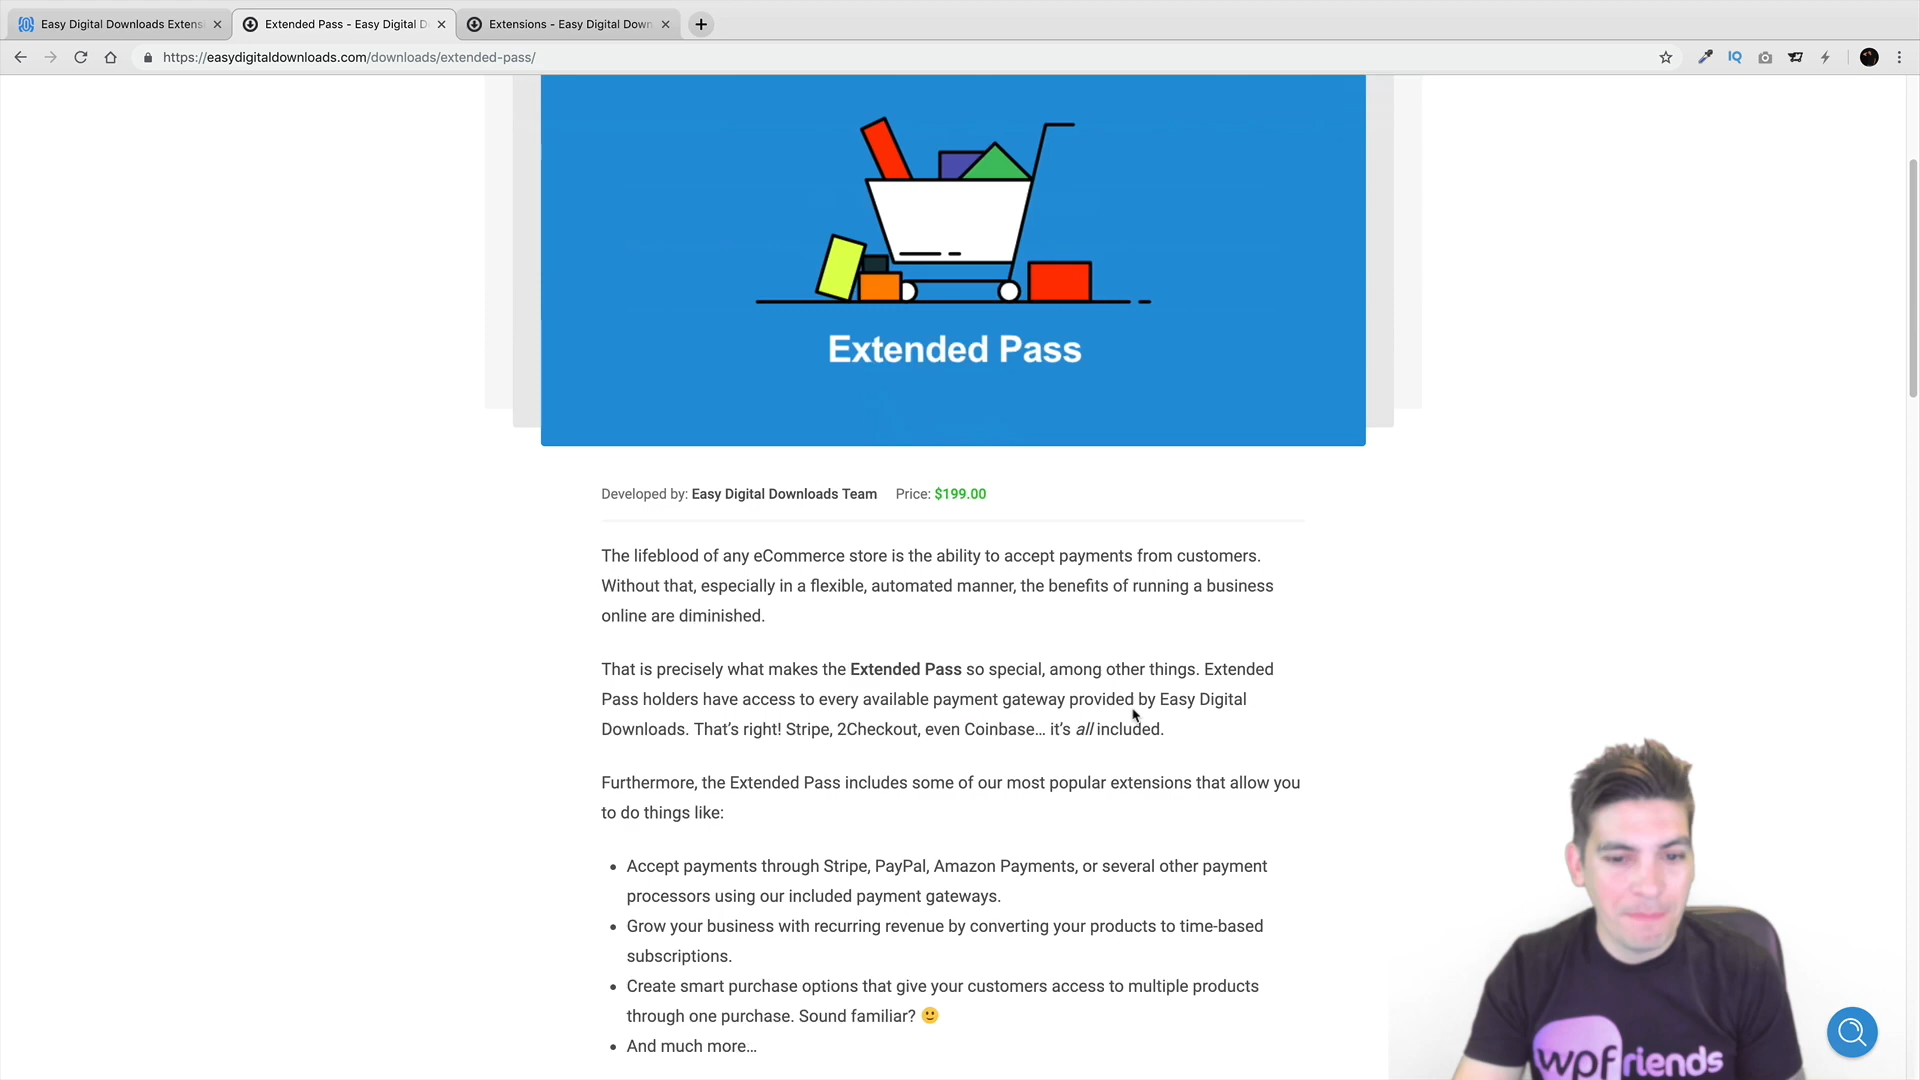 Easy Digital Downloads Extens
Extended Pass - Easy Digital D
Extensions - Easy Digital Down
https://easydigitaldownloads.com/downloads/extended-pass/
IQ
Extended Pass
Developed by: Easy Digital Downloads Team Price: $199.00
The lifeblood of any eCommerce store is the ability to accept payments from customers.
Without that, especially in a flexible, automated manner, the benefits of running a business
online are diminished.
That is precisely what makes the Extended Pass so special, among other things. Extended
Pass holders have access to every available payment gateway provided by Easy Digital
Downloads. That’s right! Stripe, 2Checkout, even Coinbase… it’s all included.
Furthermore, the Extended Pass includes some of our most popular extensions that allow you
to do things like:
• Accept payments through Stripe, PayPal, Amazon Payments, or several other payment
processors using our included payment gateways.
• Grow your business with recurring revenue by converting your products to time-based
subscriptions.
• Create smart purchase options that give your customers access to multiple products
through one purchase. Sound familiar? 🙂
• And much more…
wpfriends